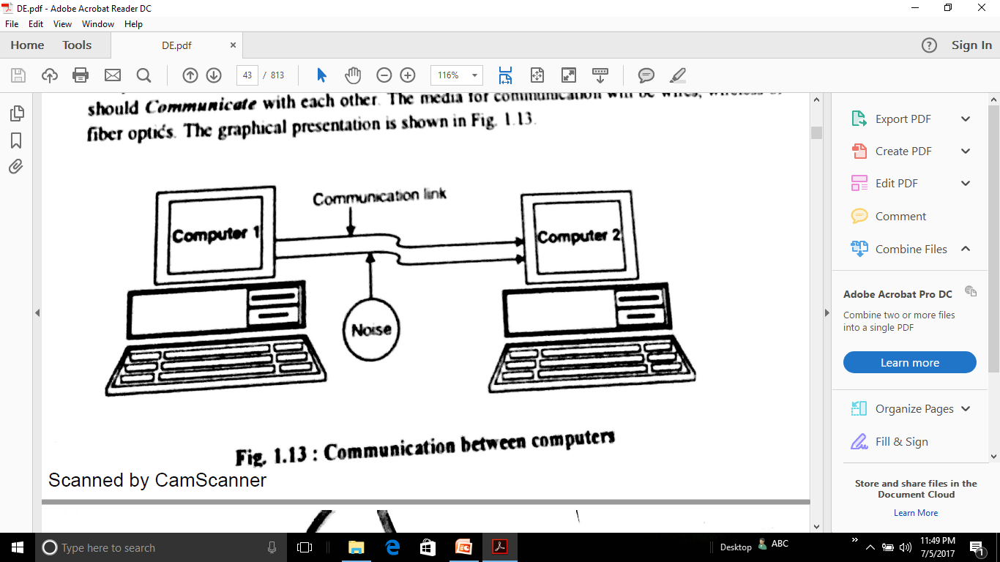 DE.pdf - Adobe Acrobat Reader DC
File Edit View Window Help
Home Tools DE.pdf × ? Sign In
43 / 813 116%
should Communicate with each other. The media for communication will be wires, wireless or
fiber optics. The graphical presentation is shown in Fig. 1.13.
Communication link
Computer 1
Computer 2
Noise
Fig. 1.13 : Communication between computers
Scanned by CamScanner
Export PDF
Create PDF
Edit PDF
Comment
Combine Files
Adobe Acrobat Pro DC
Combine two or more files
into a single PDF
Learn more
Organize Pages
Fill & Sign
Store and share files in the
Document Cloud
Learn More
Type here to search
Desktop
ABC
11:49 PM
7/5/2017
1